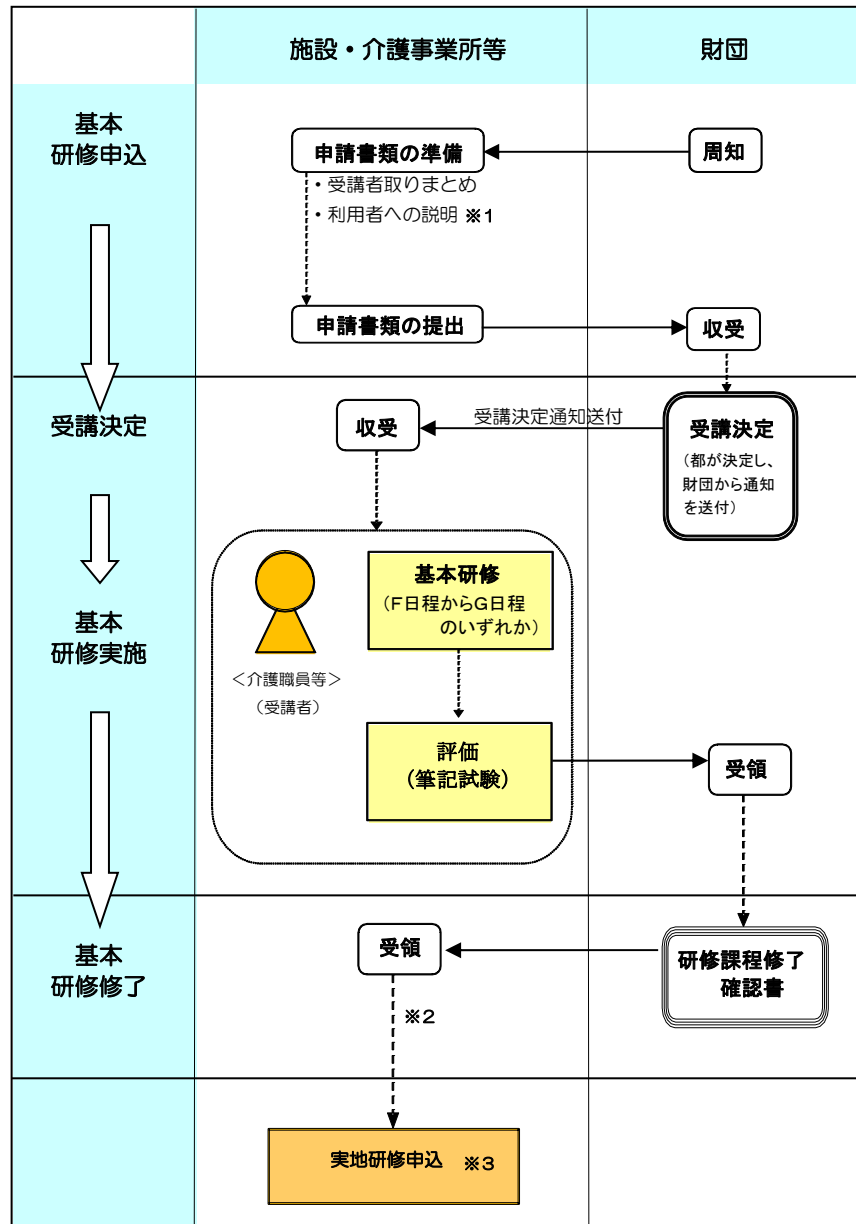 施設・介護事業所等
財団
基本
研修申込
申請書類の準備
周知
・受講者取りまとめ
・利用者への説明 ※1
申請書類の提出
収受
受講決定
収受
受講決定通知送付
受講決定
（都が決定し、
財団から通知
を送付）
基本
研修実施
＜介護職員等＞
（受講者）
基本研修
（F日程からG日程
のいずれか）
評価
（筆記試験）
受領
基本
研修修了
受領
研修課程修了
確認書
※2
実地研修申込 ※3